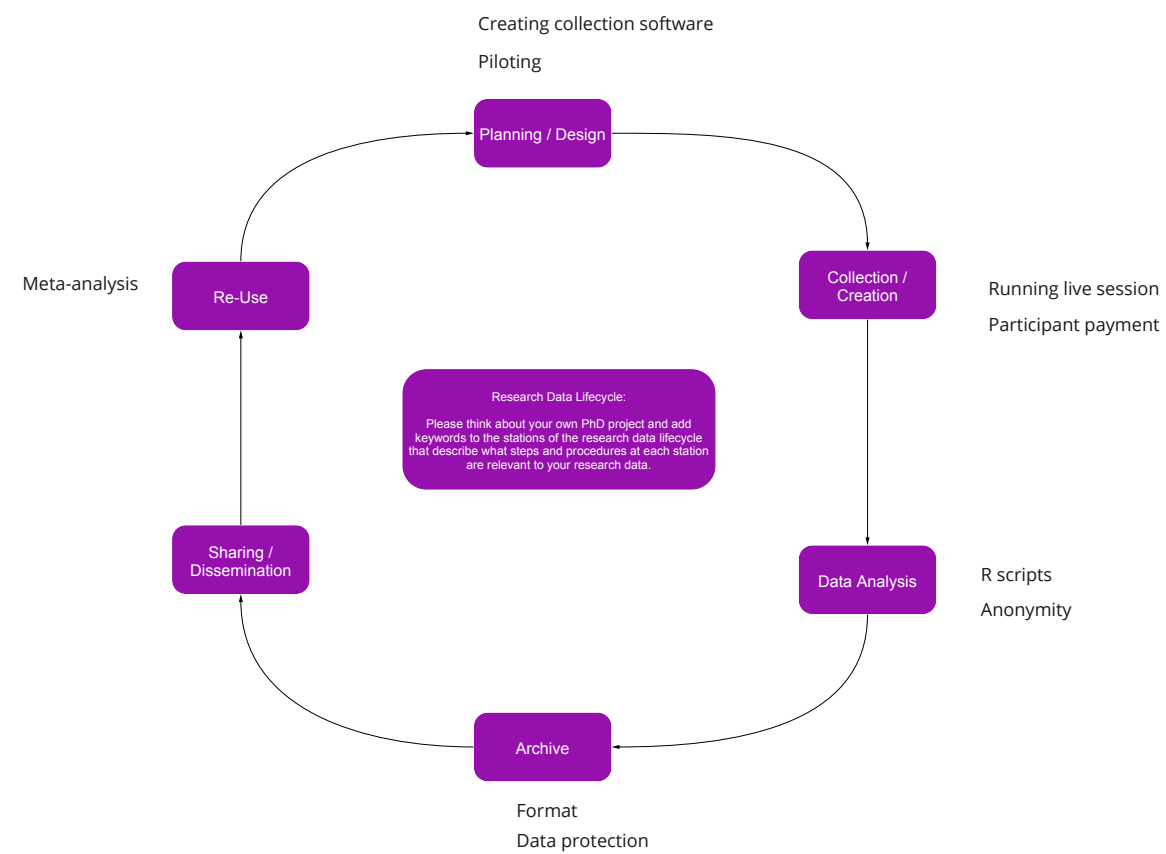 Creating collection software
Piloting
Planning / Design
Collection /
Creation
Running live session
Participant payment
Meta-analysis
Re-Use
Research Data Lifecycle:
Please think about your own PhD project and add
keywords to the stations of the research data lifecycle
that describe what steps and procedures at each station
are relevant to your research data.
Sharing /
Dissemination
Data Analysis
R scripts
Anonymity
Archive
Format
Data protection